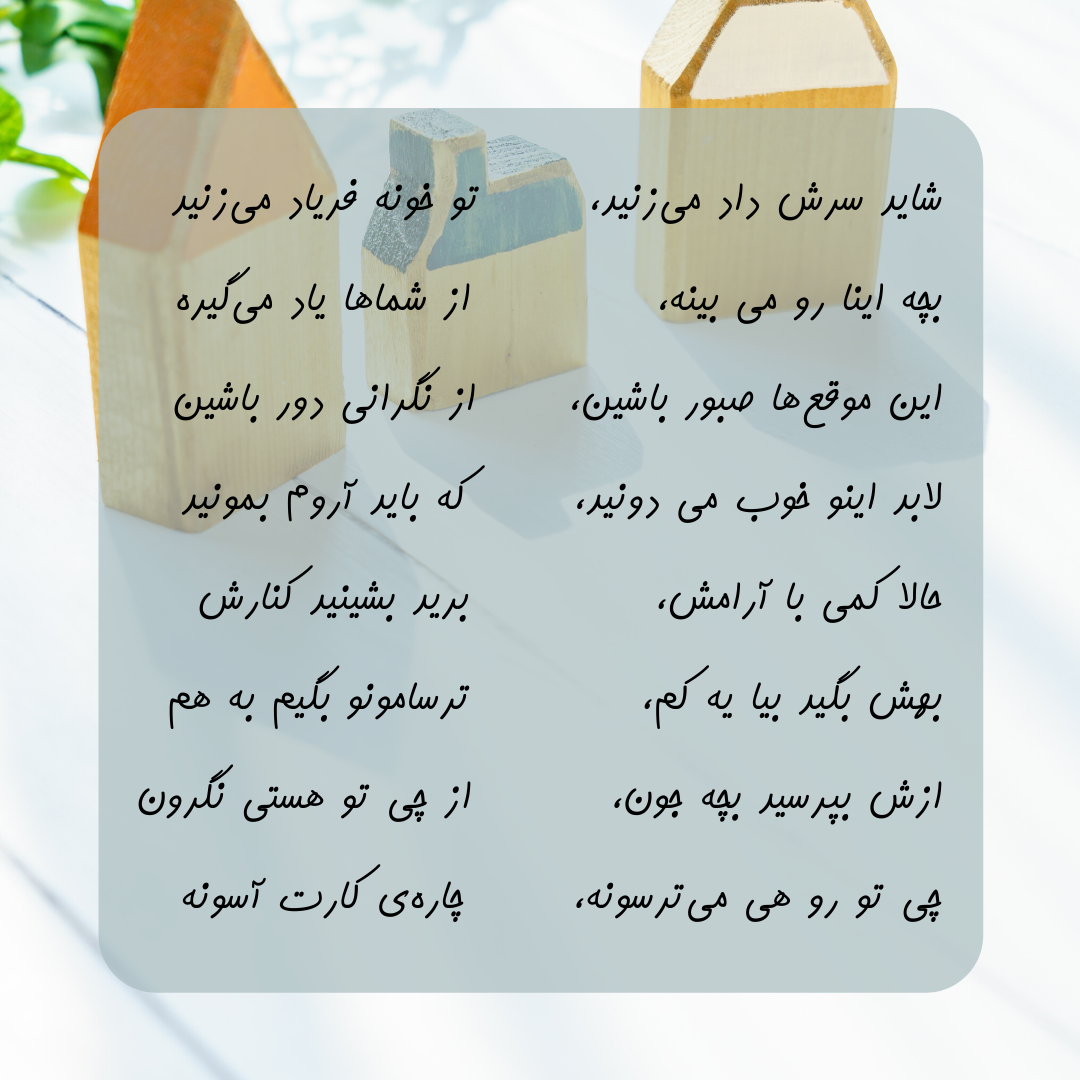 شاید سرش داد می‌زنید، تو خونه فریاد می‌زنید
بچه اینا رو می بینه، از شماها یاد می‌گیره
این موقع‌ها صبور باشین، از نگرانی دور باشین
لابد اینو خوب می دونید، که باید آروم بمونید
حالا کمی با آرامش، برید بشینید کنارش
بهش بگید بیا یه کم، ترسامونو بگیم به هم
ازش بپرسید بچه جون، از چی تو هستی نگرون
چی تو رو هی می‌ترسونه، چاره‌ی کارت آسونه